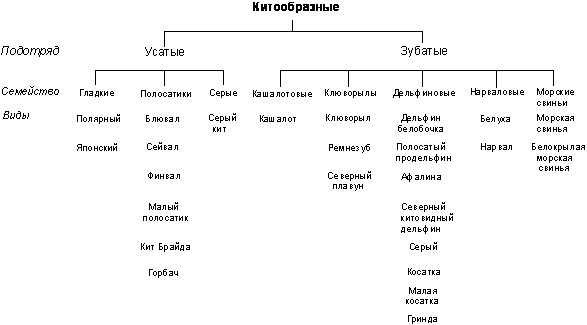 Китообразные
Подотряд Усатые Зубатые
Семейство Гладкие Полосатики Серые Кашалотовые Клюворылы Дельфиновые Нарваловые Морские
свиньи
Виды Полярный Блювал Серый
кит Кашалот Клюворыл Дельфин
белобочка Белуха Морская
свинья
Японский Сейвал Ремнезуб Полосатый
продельфин Нарвал Белокрылая
морская
свинья
Финвал Северный
плавун Афалина
Малый
полосатик Северный
китовидный
дельфин
Кит Брайда Серый
Горбач Косатка
Малая
косатка
Гринда